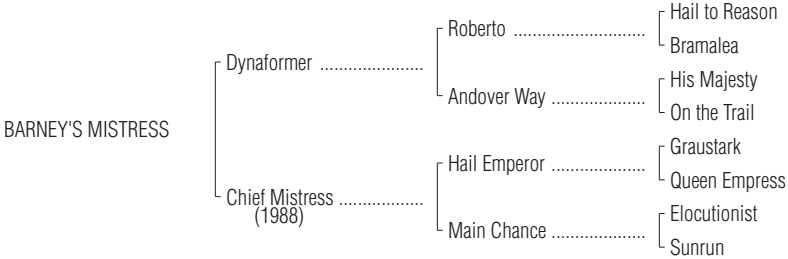 Hail to Reason
Roberto ............................
Bramalea
Dynaformer ......................
His Majesty
Andover Way ....................
On the Trail
BARNEY'S MISTRESS
Graustark
Hail Emperor ....................
Queen Empress
Chief Mistress ..................
(1988)
Elocutionist
Main Chance ....................
Sunrun